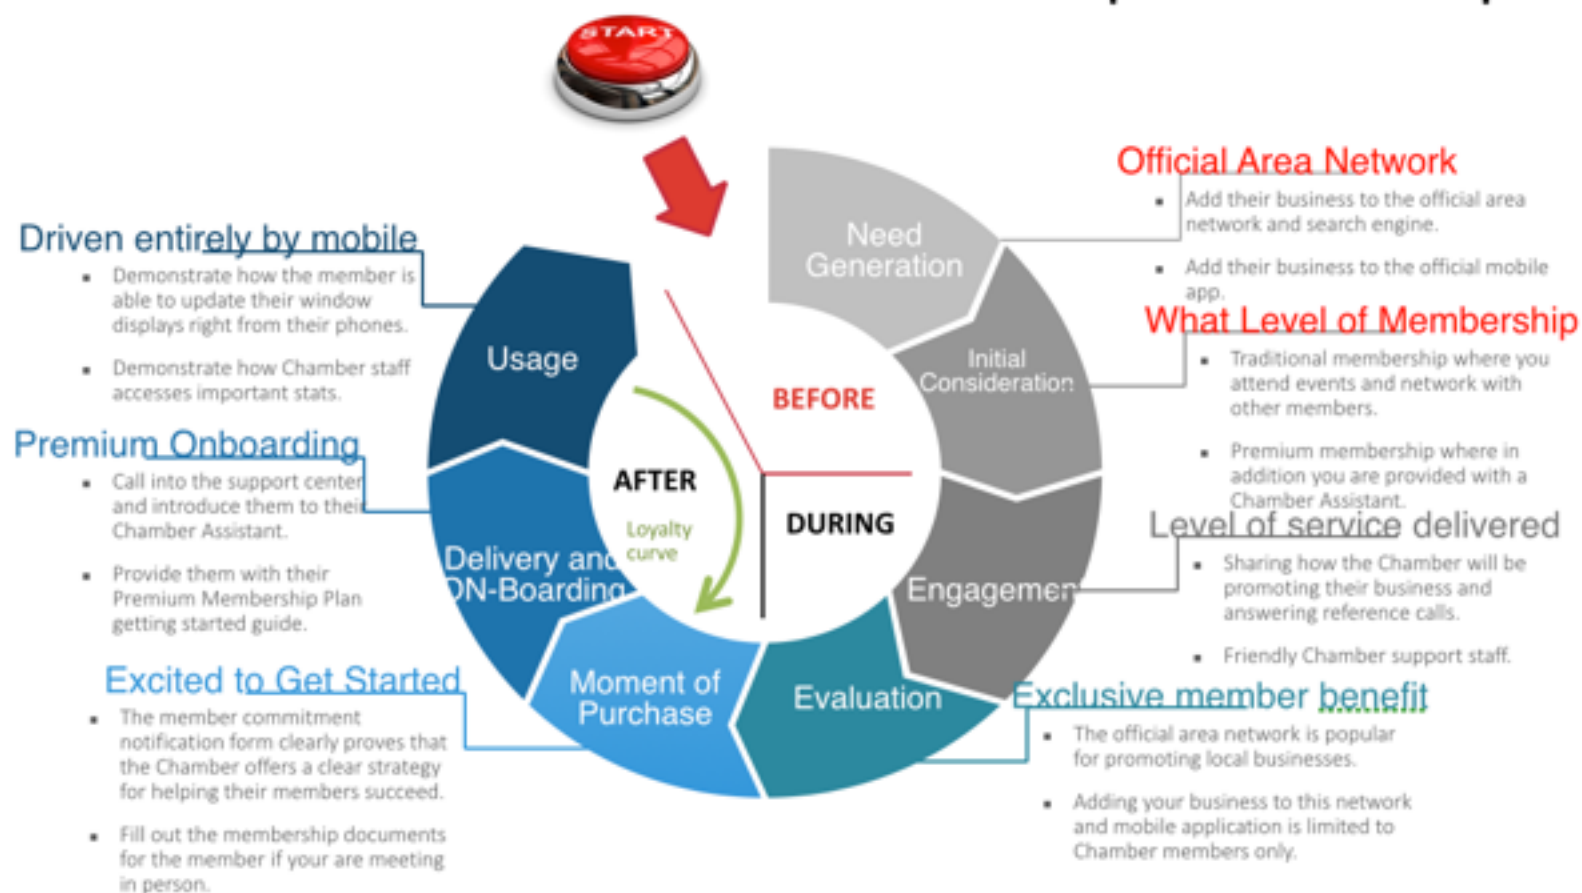 START
Need
Generation
Initial
Consideration
Engagemen
Evaluation
Moment of
Purchase
Delivery and
ON-Boarding
Usage
BEFORE
DURING
AFTER
Loyalty
curve
Official Area Network
▪ Add their business to the official area
network and search engine.
▪ Add their business to the official mobile
app.
What Level of Membership
▪ Traditional membership where you
attend events and network with
other members.
▪ Premium membership where in
addition you are provided with a
Chamber Assistant.
Level of service delivered
▪ Sharing how the Chamber will be
promoting their business and
answering reference calls.
▪ Friendly Chamber support staff.
Exclusive member benefit
▪ The official area network is popular
for promoting local businesses.
▪ Adding your business to this network
and mobile application is limited to
Chamber members only.
Excited to Get Started
▪ The member commitment
notification form clearly proves that
the Chamber offers a clear strategy
for helping their members succeed.
▪ Fill out the membership documents
for the member if your are meeting
in person.
Premium Onboarding
▪ Call into the support center
and introduce them to their
Chamber Assistant.
▪ Provide them with their
Premium Membership Plan
getting started guide.
Driven entirely by mobile
▪ Demonstrate how the member is
able to update their window
displays right from their phones.
▪ Demonstrate how Chamber staff
accesses important stats.